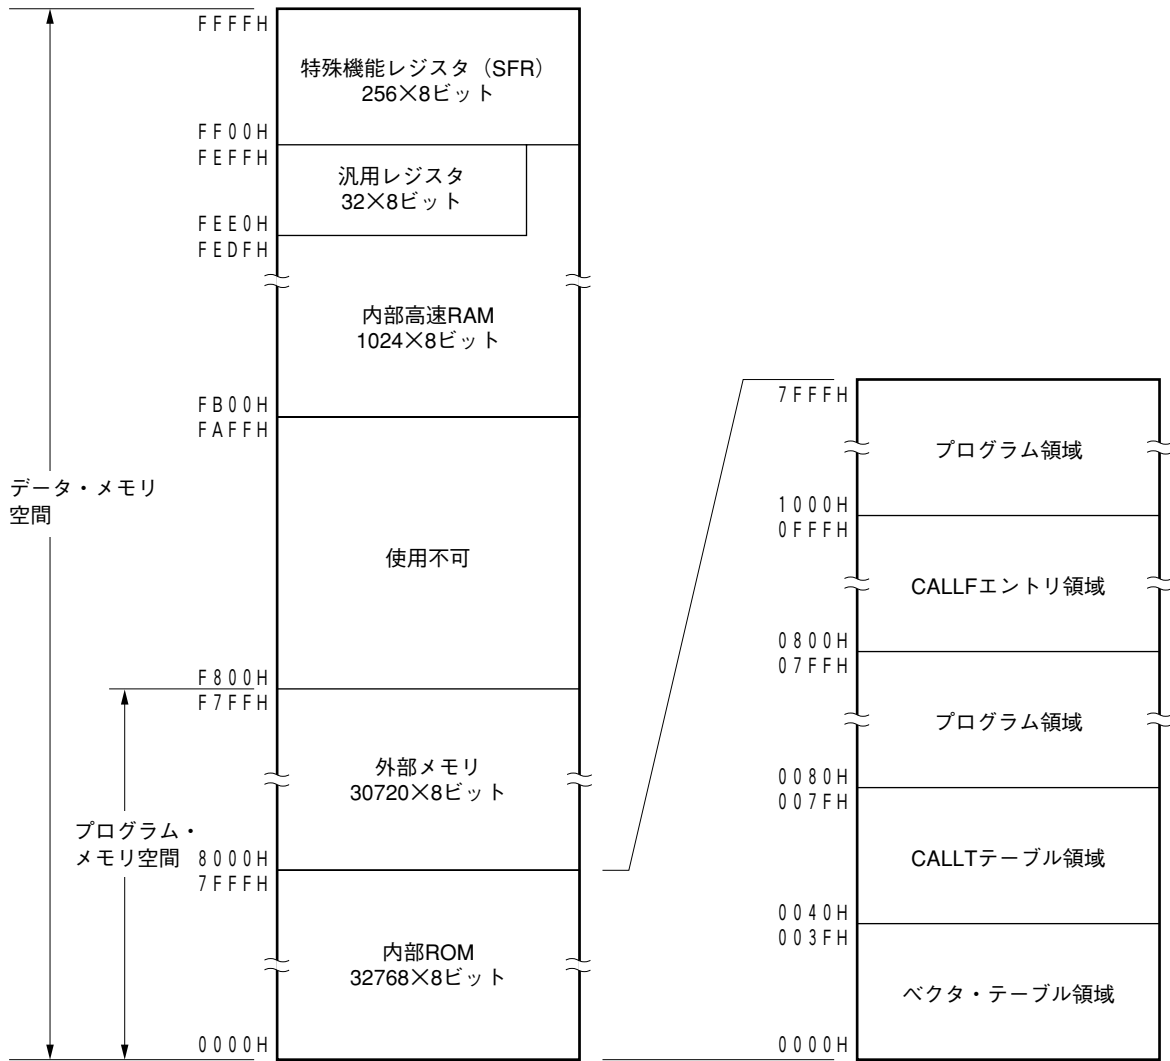 FFFFH
特殊機能レジスタ（SFR）
256×8ビット
FF00H
FEFFH
汎用レジスタ
32×8ビット
FEE0H
FEDFH
内部高速RAM
1024×8ビット
FB00H
FAFFH
データ・メモリ
空間
使用不可
F800H
F7FFH
外部メモリ
30720×8ビット
プログラム・
メモリ空間
8000H
7FFFH
内部ROM
32768×8ビット
0000H
7FFFH
プログラム領域
1000H
0FFFH
CALLFエントリ領域
0800H
07FFH
プログラム領域
0080H
007FH
CALLTテーブル領域
0040H
003FH
ベクタ・テーブル領域
0000H